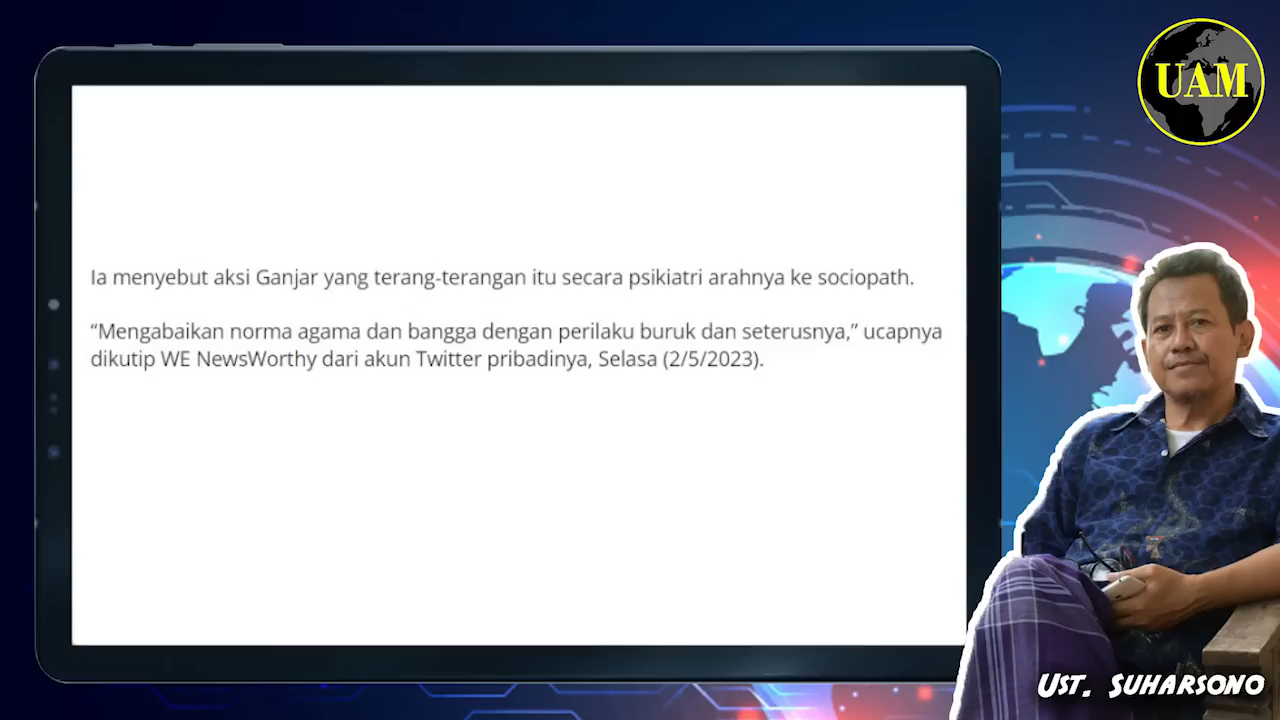 UAM
Ia menyebut aksi Ganjar yang terang-terangan itu secara psikiatri arahnya ke sociopath.
“Mengabaikan norma agama dan bangga dengan perilaku buruk dan seterusnya,” ucapnya
dikutip WE NewsWorthy dari akun Twitter pribadinya, Selasa (2/5/2023).
Ust. Suharsono